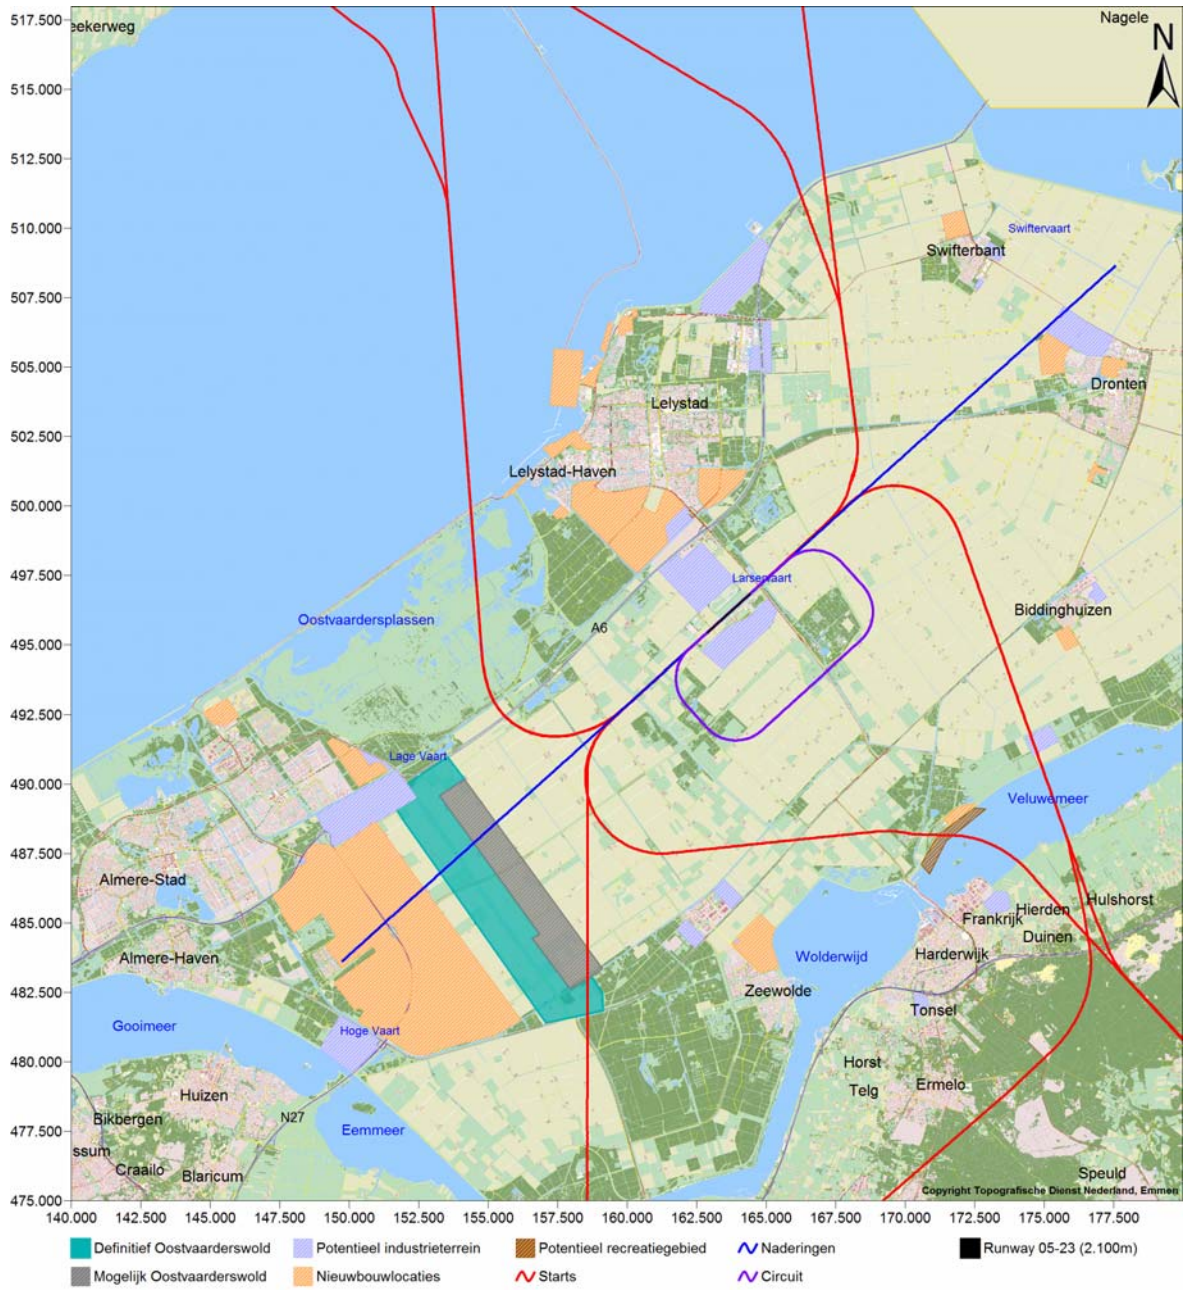 517.500
515.000
512.500
510.000
507.500
505.000
502.500
500.000
497.500
495.000
492.500
490.000
487.500
485.000
482.500
480.000
477.500
475.000
eekerweg
Nagele
N
Swiftervaart
Swifterbant
Dronten
Lelystad
Lelystad-Haven
Larservaart
Biddinghuizen
Oostvaardersplassen
A6
Lage Vaart
Veluwemeer
Almere-Stad
Hulshorst
Hierden
Frankrijk
Duinen
Almere-Haven
Wolderwijd
Harderwijk
Zeewolde
Tonsel
Gooimeer
Hoge Vaart
Horst
Telg
Ermelo
Huizen
Bikbergen
N27
Eemmeer
ssum
Craailo
Blaricum
Speuld
Copyright Topografische Dienst Nederland, Emmen
140.000 142.500 145.000 147.500 150.000 152.500 155.000 157.500 160.000 162.500 165.000 167.500 170.000 172.500 175.000 177.500
Definitief Oostvaarderswold Potentieel industrieterrein Potentieel recreatiegebied Naderingen Runway 05-23 (2.100m)
Mogelijk Oostvaarderswold Nieuwbouwlocaties Starts Circuit